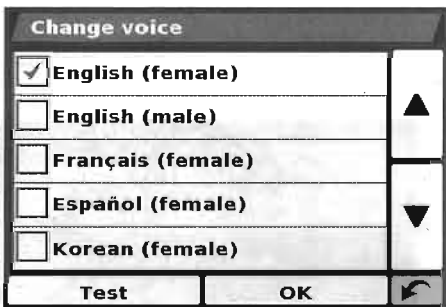 Change voice
English (female)
English (male)
Français (female)
Español (female)
Korean (female)
Test OK